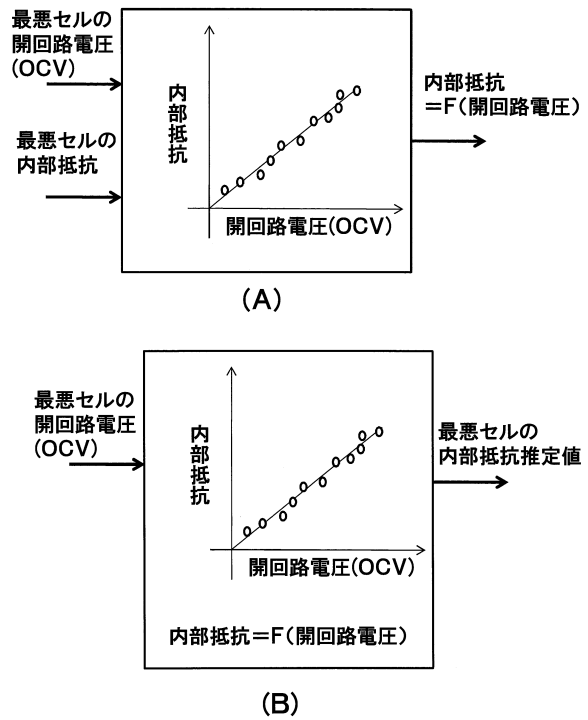 最悪セルの
開回路電圧
(OCV)
最悪セルの
内部抵抗
内部抵抗
開回路電圧(OCV)
内部抵抗
＝F(開回路電圧)
(A)
最悪セルの
開回路電圧
(OCV)
内部抵抗
開回路電圧(OCV)
内部抵抗＝F(開回路電圧)
最悪セルの
内部抵抗推定値
(B)